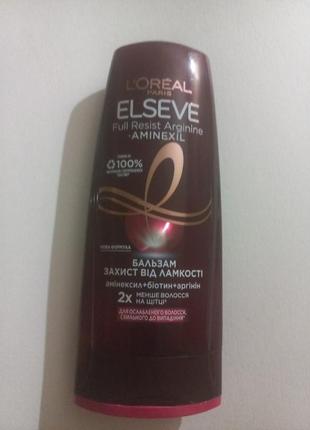 L'ORÉAL
PARIS
ELSEVE
Full Resist Arginine
+AMINEXIL
100%
НОВА ФОРМУЛА
БАЛЬЗАМ
ЗАХИСТ ВІД ЛАМКОСТІ
амінексил+біотин+аргінін
2x МЕНШЕ ВОЛОССЯ
НА ЩІТЦІ*
ДЛЯ ОСЛАБЛЕНОГО ВОЛОССЯ,
СХИЛЬНОГО ДО ВИПАДІННЯ